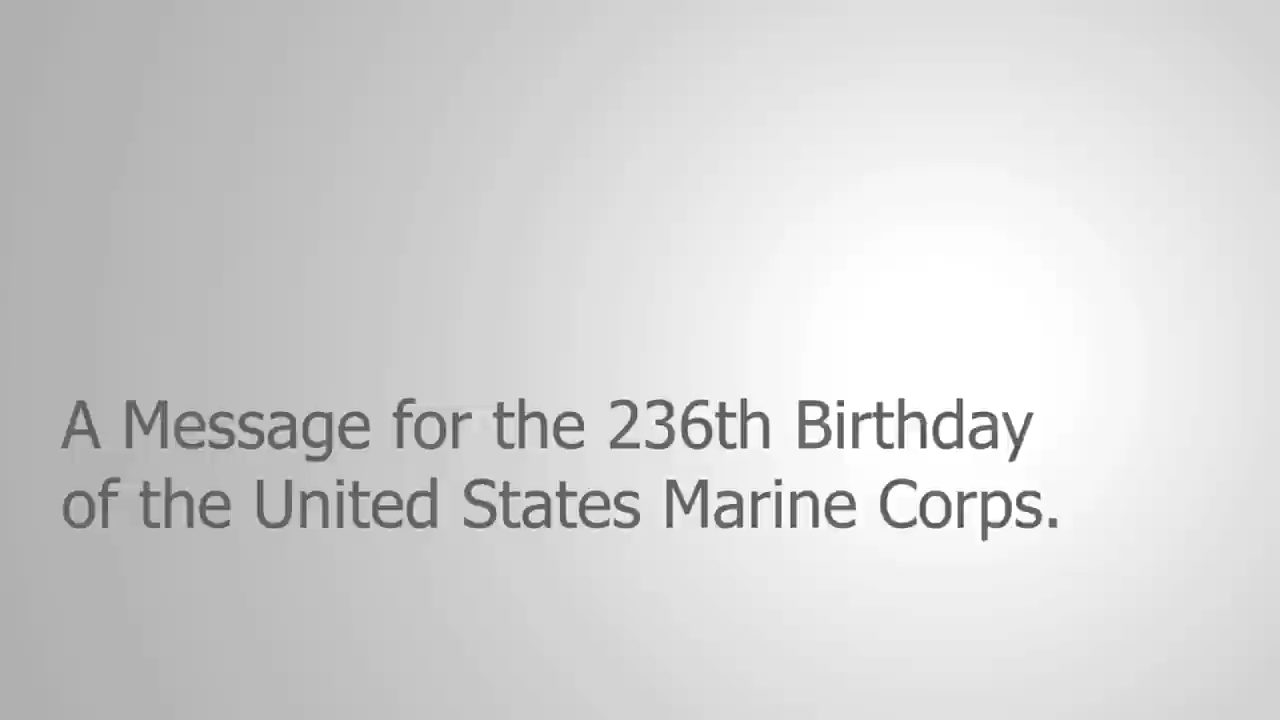 A Message for the 236th Birthday
of the United States Marine Corps.